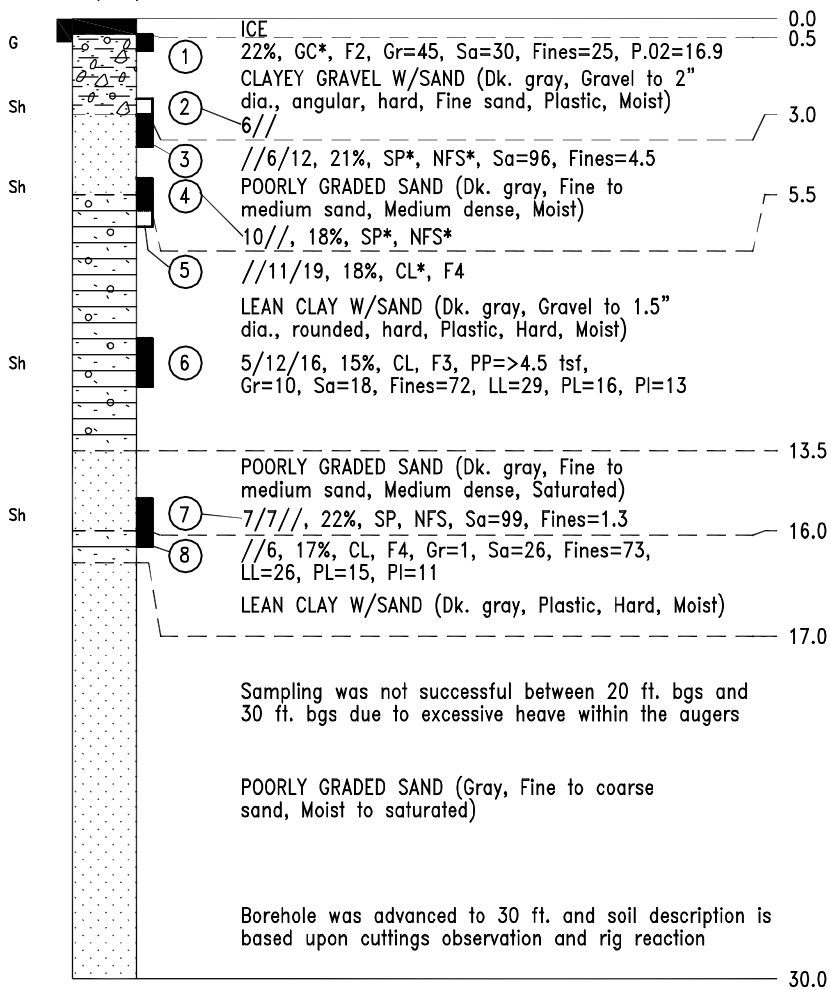 ICE
0.0
0.5
G
1
22%, GC*, F2, Gr=45, Sa=30, Fines=25, P.02=16.9
CLAYEY GRAVEL W/SAND (Dk. gray, Gravel to 2”
dia., angular, hard, Fine sand, Plastic, Moist)
Sh
2
6//
3.0
3
//6/12, 21%, SP*, NFS*, Sa=96, Fines=4.5
Sh
4
POORLY GRADED SAND (Dk. gray, Fine to
medium sand, Medium dense, Moist)
5.5
10//, 18%, SP*, NFS*
5
//11/19, 18%, CL*, F4
LEAN CLAY W/SAND (Dk. gray, Gravel to 1.5”
dia., rounded, hard, Plastic, Hard, Moist)
Sh
6
5/12/16, 15%, CL, F3, PP=>4.5 tsf,
Gr=10, Sa=18, Fines=72, LL=29, PL=16, PI=13
13.5
POORLY GRADED SAND (Dk. gray, Fine to
medium sand, Medium dense, Saturated)
Sh
7
7/7//, 22%, SP, NFS, Sa=99, Fines=1.3
16.0
8
//6, 17%, CL, F4, Gr=1, Sa=26, Fines=73,
LL=26, PL=15, PI=11
LEAN CLAY W/SAND (Dk. gray, Plastic, Hard, Moist)
17.0
Sampling was not successful between 20 ft. bgs and
30 ft. bgs due to excessive heave within the augers
POORLY GRADED SAND (Gray, Fine to coarse
sand, Moist to saturated)
Borehole was advanced to 30 ft. and soil description is
based upon cuttings observation and rig reaction
30.0